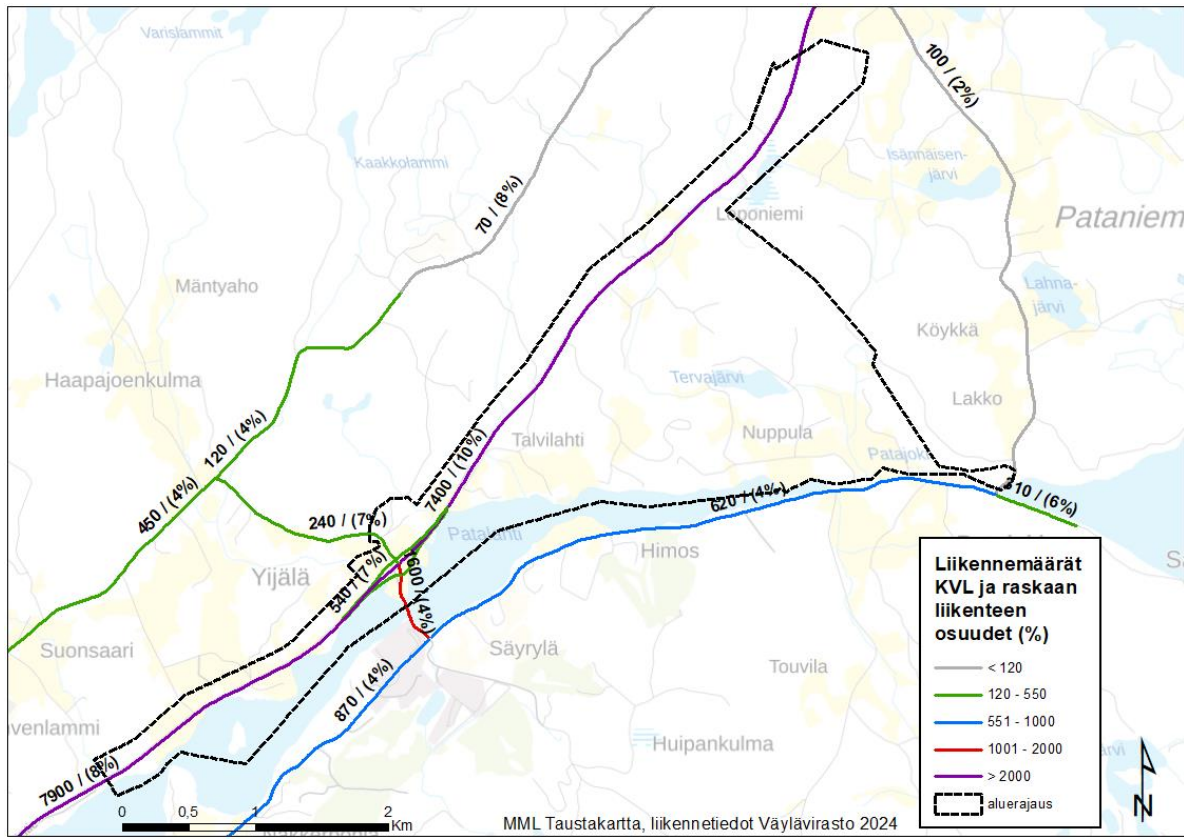 Varislammit
100 / (2%)
Kaakkolammi
Isännäisen-
järvi
70 / (8%)
Loponiemi
Pataniem
Mäntyaho
Lahna-
järvi
Köykkä
Haapajoenkulma
Tervajärvi
Lakko
120 / (4%)
Talvilahti
Nuppula
7400 / (10%)
Patajoki
450 / (4%)
310 / (6%)
620 / (4%)
240 / (7%)
Patalahti
Himos
Yijälä
540 / (7%)
1600 / (4%)
Suonsaari
Säyrylä
Touvila
870 / (4%)
venlammi
Huipankulma
7900 / (8%)
Liikennemäärät
KVL ja raskaan
liikenteen
osuudet (%)
< 120
120 - 550
551 - 1000
1001 - 2000
> 2000
aluerajaus
järvi
N
0 0,5 1 2
Km
MML Taustakartta, liikennetiedot Väylävirasto 2024